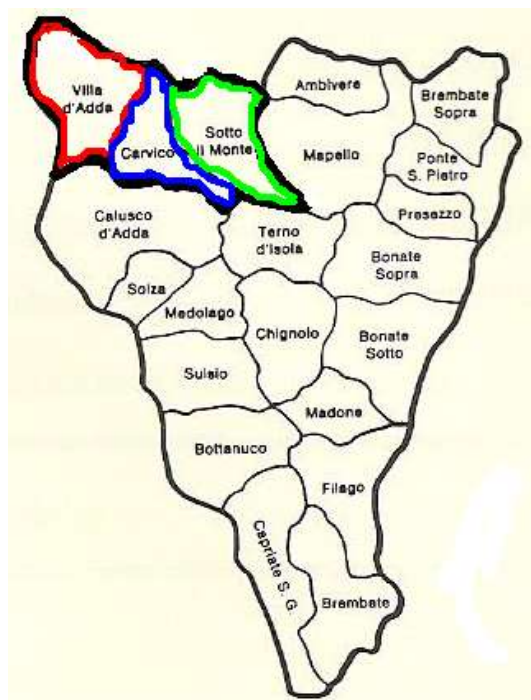 Villa
d'Adda
Carvico
Sotto
Il Monte
Ambivere
Brembate
Sopra
Mapello
Ponte
S. Pietro
Presezzo
Calusco
d'Adda
Terno
d'Isola
Bonate
Sopra
Solza
Medolago
Chignolo
Bonate
Sotto
Suisio
Madone
Bottanuco
Filago
Capriate S. G.
Brembate